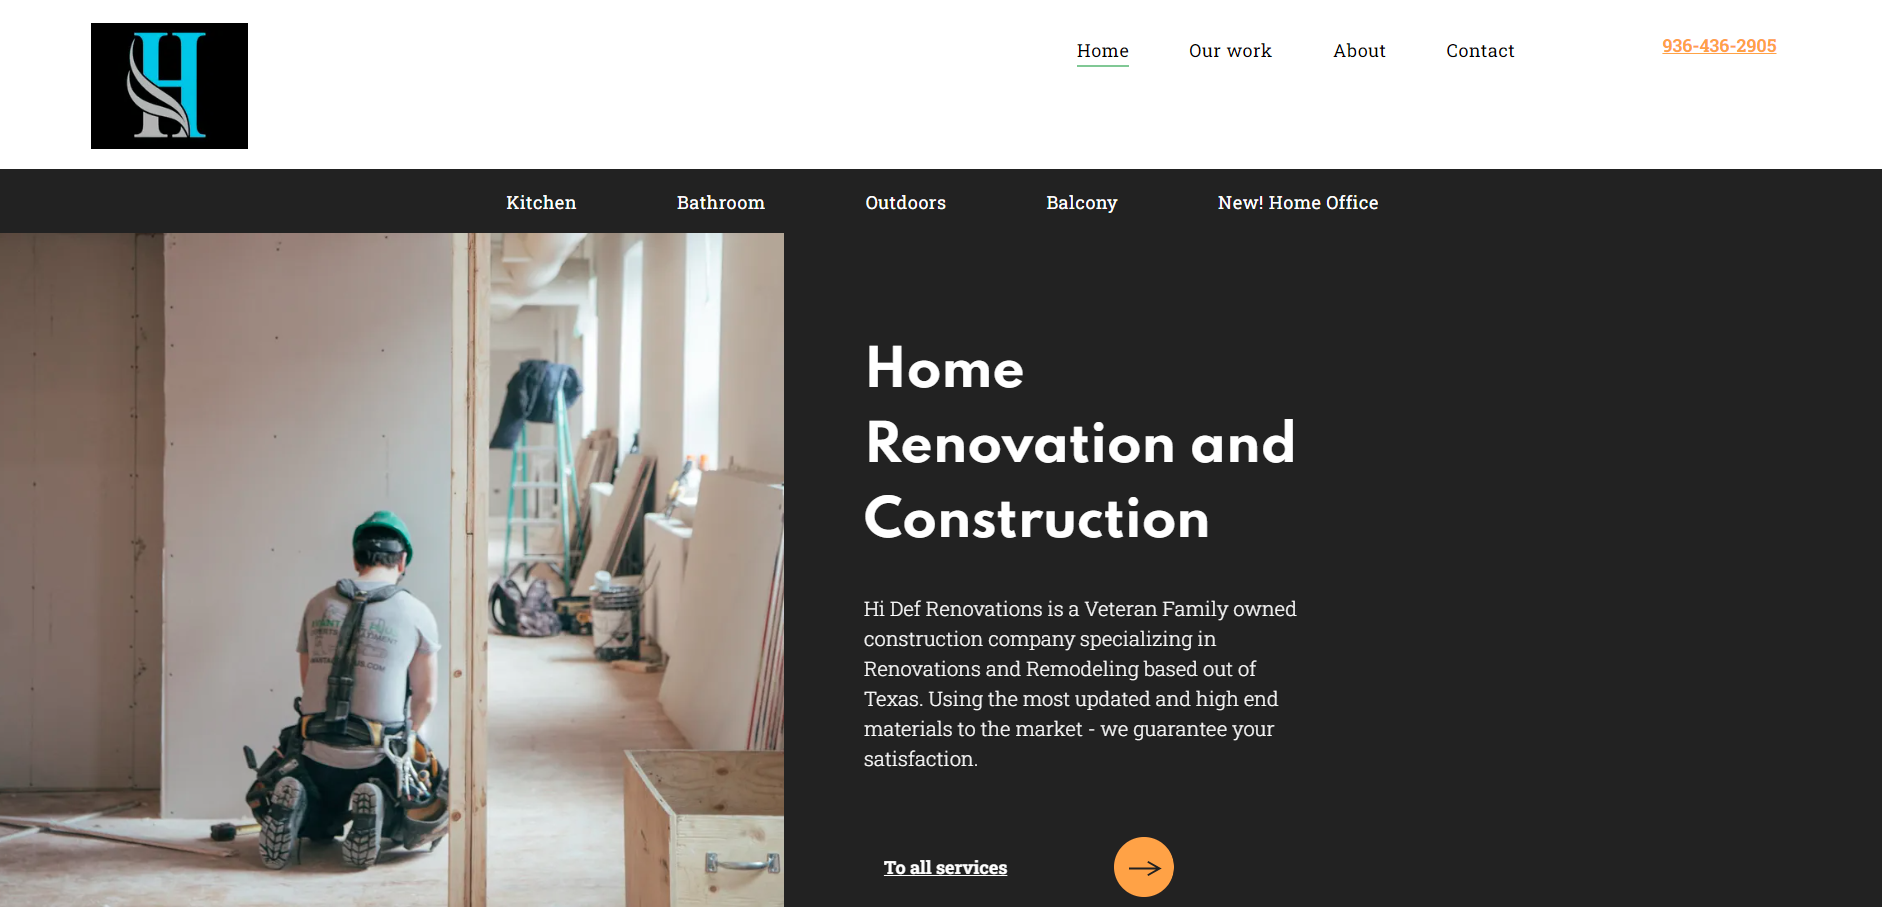 H
Home
Our work
About
Contact
936-436-2905
Kitchen
Bathroom
Outdoors
Balcony
New! Home Office
Home
Renovation and
Construction
Hi Def Renovations is a Veteran Family owned
construction company specializing in
Renovations and Remodeling based out of
Texas. Using the most updated and high end
materials to the market - we guarantee your
satisfaction.
To all services